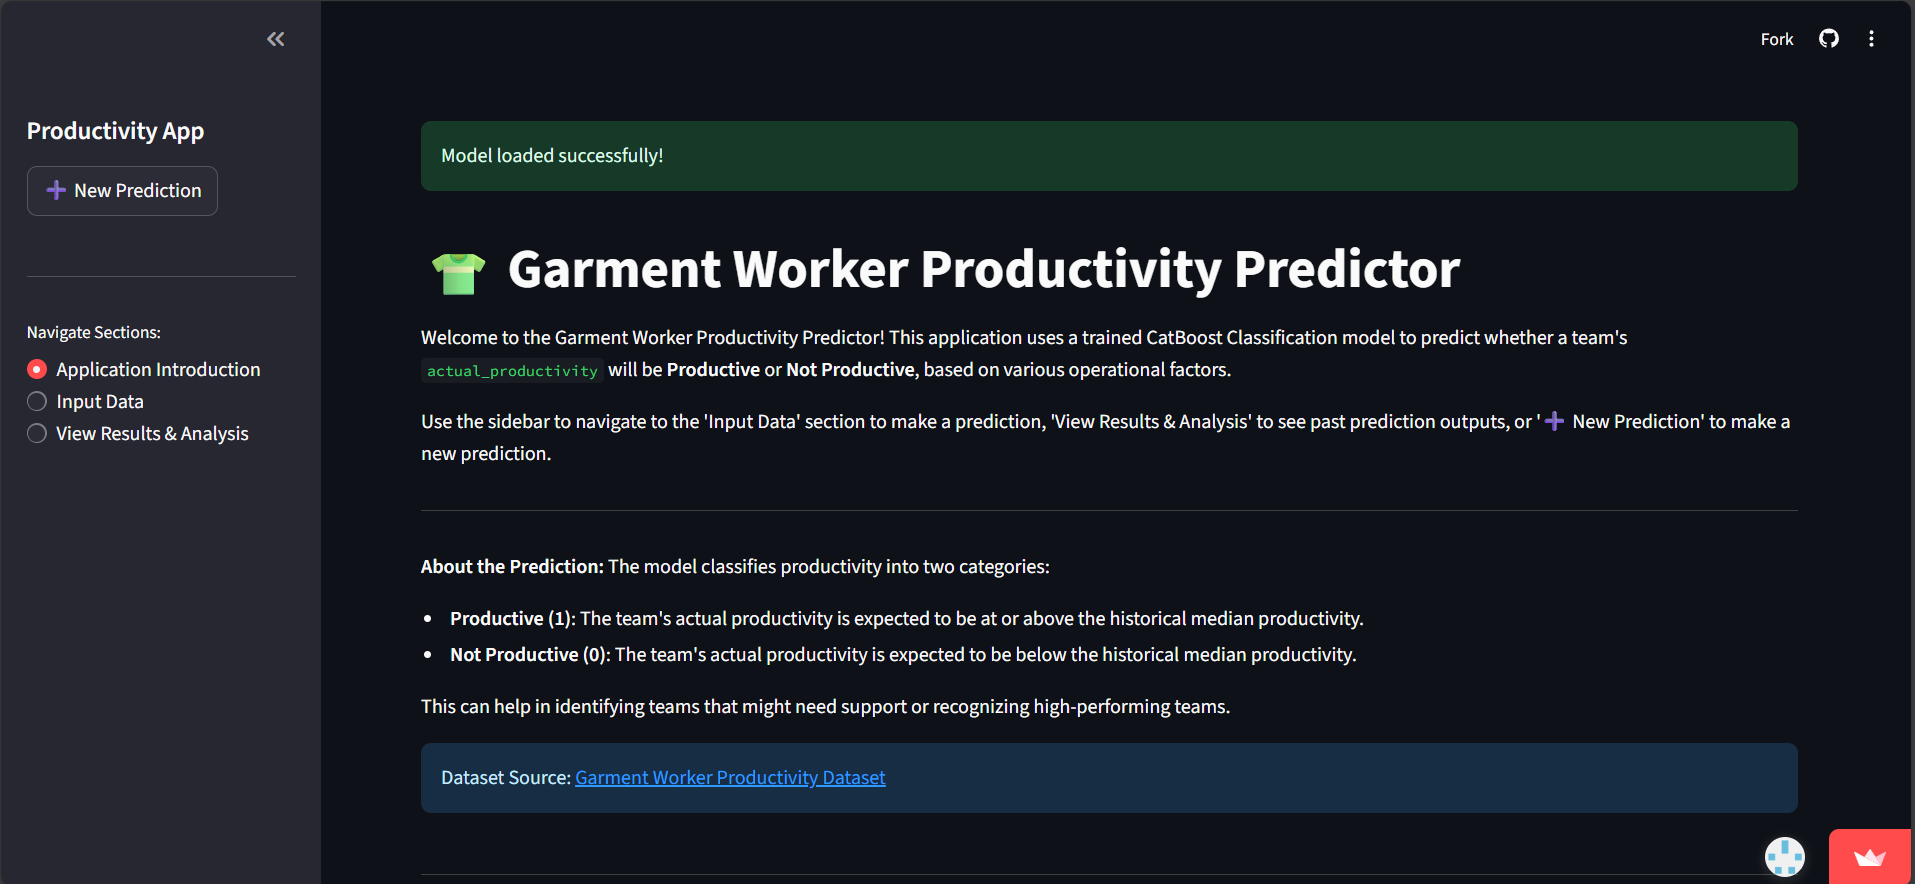 Fork
Productivity App
New Prediction
Navigate Sections:
Application Introduction
Input Data
View Results & Analysis
Model loaded successfully!
Garment Worker Productivity Predictor
Welcome to the Garment Worker Productivity Predictor! This application uses a trained CatBoost Classification model to predict whether a team's
actual_productivity will be Productive or Not Productive, based on various operational factors.
Use the sidebar to navigate to the 'Input Data' section to make a prediction, 'View Results & Analysis' to see past prediction outputs, or '➕ New Prediction' to make a
new prediction.
About the Prediction: The model classifies productivity into two categories:
• Productive (1): The team's actual productivity is expected to be at or above the historical median productivity.
• Not Productive (0): The team's actual productivity is expected to be below the historical median productivity.
This can help in identifying teams that might need support or recognizing high-performing teams.
Dataset Source: Garment Worker Productivity Dataset